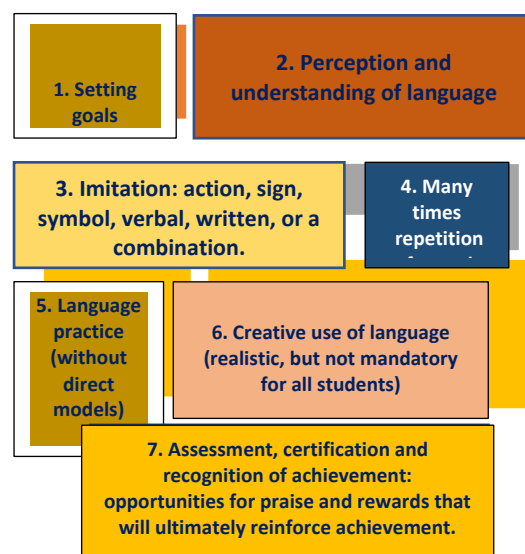 1. Setting
goals
2. Perception and
understanding of language
3. Imitation: action, sign,
symbol, verbal, written, or a
combination.
4. Many
times
repetition
5. Language
practice
(without
direct
models)
6. Creative use of language
(realistic, but not mandatory
for all students)
7. Assessment, certification and
recognition of achievement:
opportunities for praise and rewards that
will ultimately reinforce achievement.